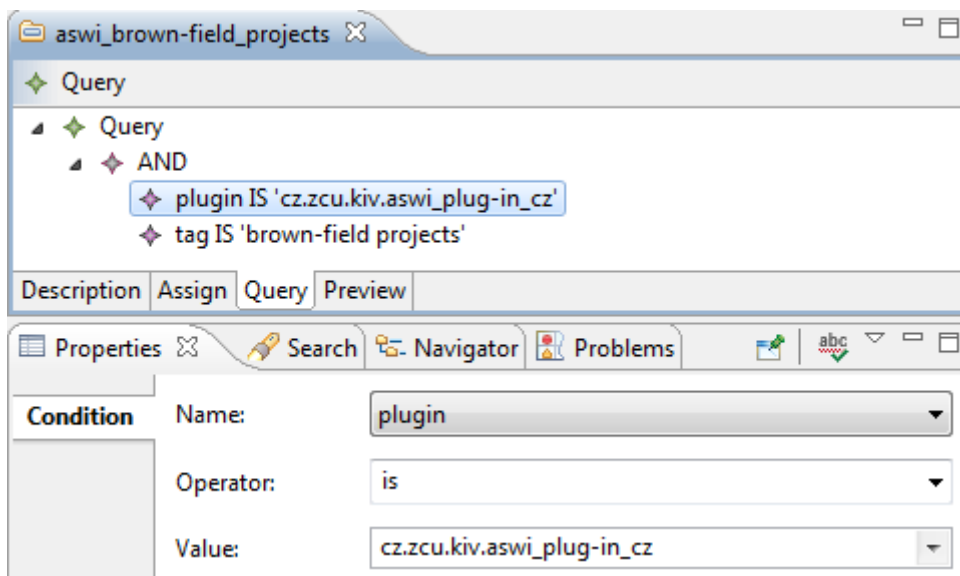 aswi_brown-field_projects
Query
Query
AND
plugin IS 'cz.zcu.kiv.aswi_plug-in_cz'
tag IS 'brown-field projects'
Description Assign Query Preview
Properties Search Navigator Problems abc
Condition Name: plugin
Operator: is
Value: cz.zcu.kiv.aswi_plug-in_cz